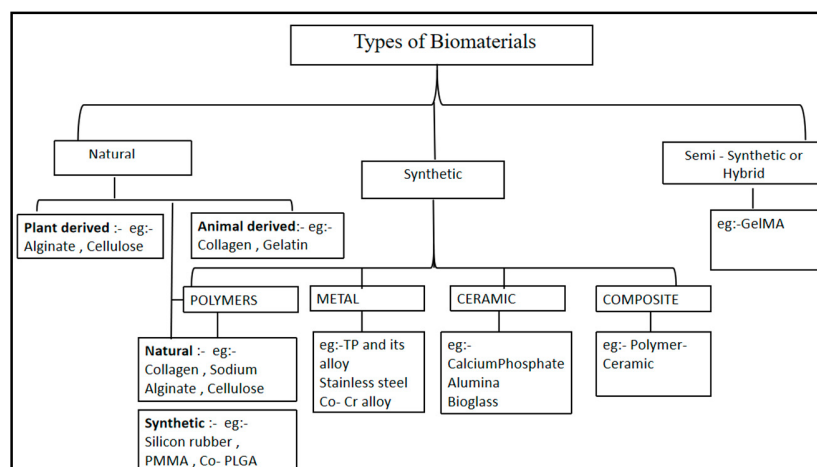 Types of Biomaterials
Natural
Synthetic
Semi - Synthetic or
Hybrid
Plant derived :- eg:-
Alginate , Cellulose
Animal derived:- eg:-
Collagen , Gelatin
eg:-GelMA
POLYMERS
METAL
CERAMIC
COMPOSITE
Natural :- eg:-
Collagen , Sodium
Alginate , Cellulose
eg:-TP and its
alloy
Stainless steel
Co- Cr alloy
eg:-
CalciumPhosphate
Alumina
Bioglass
eg:- Polymer-
Ceramic
Synthetic :- eg:-
Silicon rubber ,
PMMA , Co- PLGA